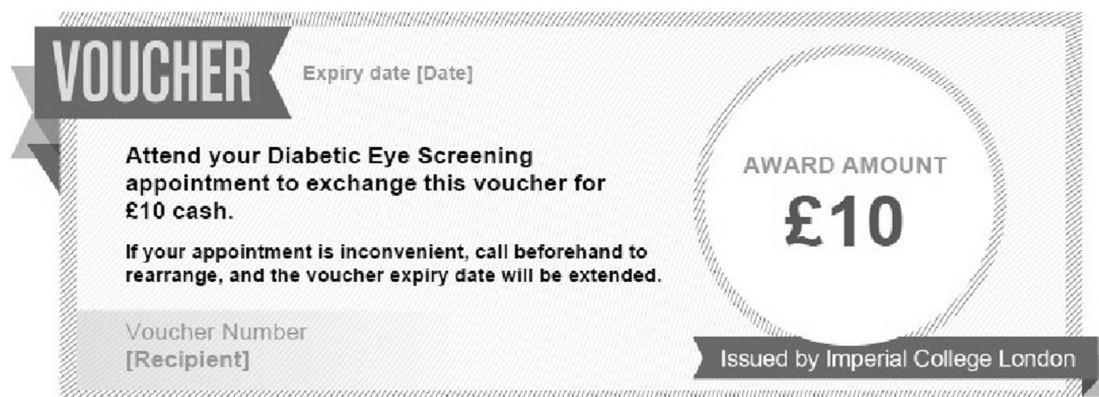 VOUCHER
Expiry date [Date]
Attend your Diabetic Eye Screening
appointment to exchange this voucher for
£10 cash.
If your appointment is inconvenient, call beforehand to
rearrange, and the voucher expiry date will be extended.
Voucher Number
[Recipient]
AWARD AMOUNT
£10
Issued by Imperial College London